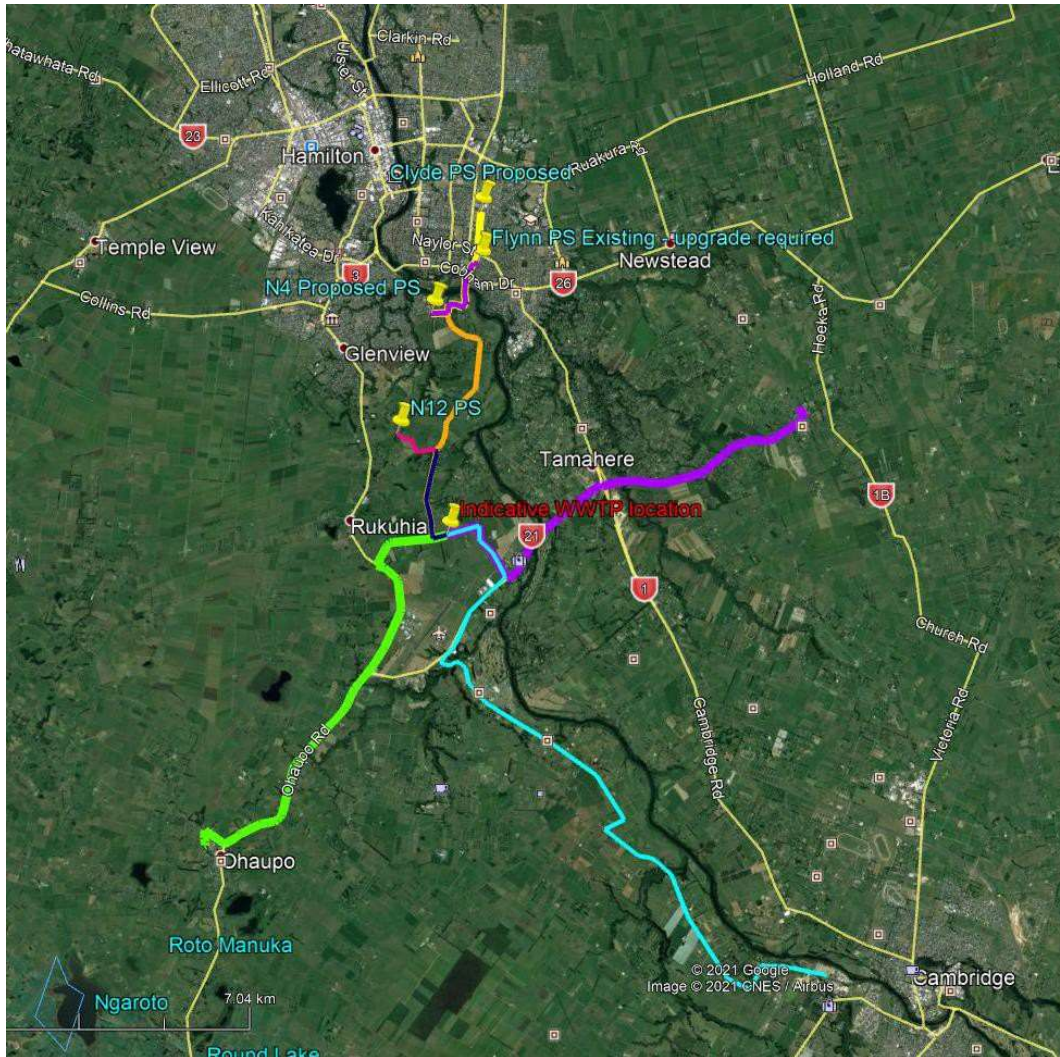 Clarkin Rd
hatawhata Rd
Ellicott Rd
Ulster St
Holland Rd
23
Hamilton
Ruakura Rd
Clyde PS Proposed
Kahikatea Dr
Naylor St
Flynn PS Existing - upgrade required
Temple View
Newstead
3
Cobham Dr
26
N4 Proposed PS
Collins Rd
Hoeka Rd
Glenview
N12 PS
Tamahere
1B
Indicative WWTP location
Rukuhia
21
1
Church Rd
Cambridge Rd
Victoria Rd
Ohaupo Rd
Ohaupo
Roto Manuka
© 2021 Google
Image © 2021 CNES / Airbus
Cambridge
7.04 km
Ngaroto
Round Lake